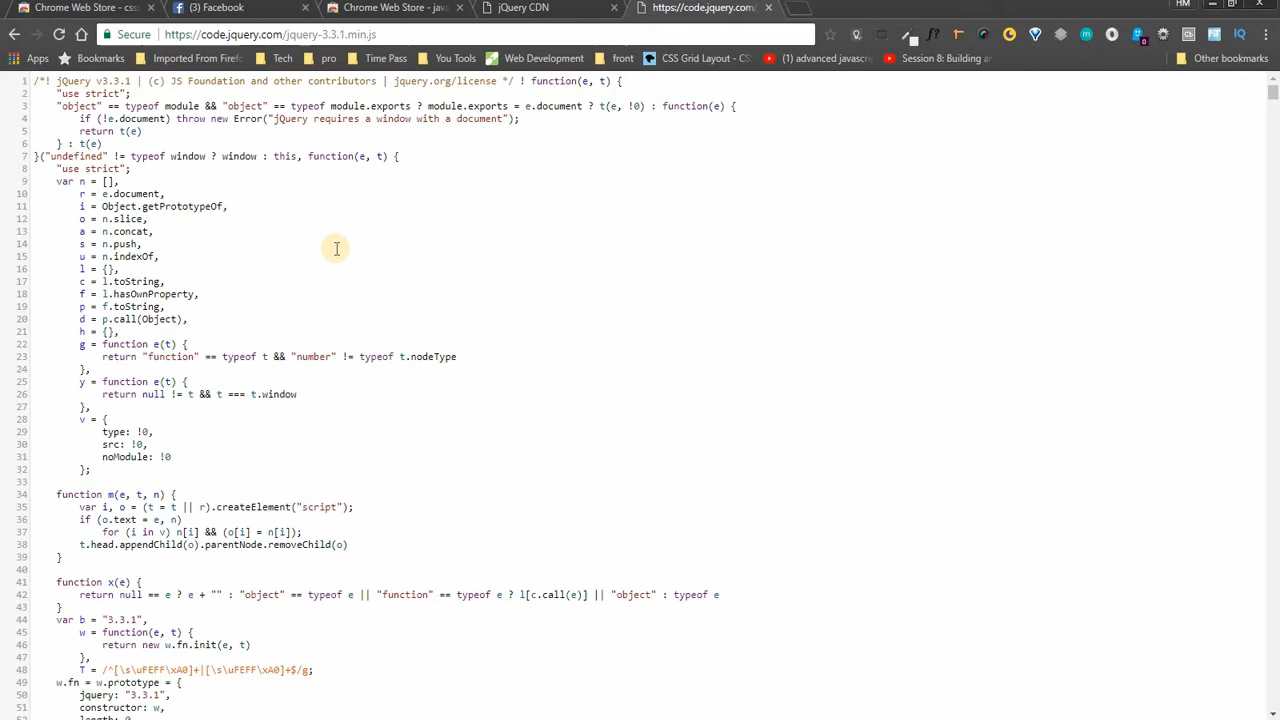 Chrome Web Store - css
(3) Facebook
Chrome Web Store - java
jQuery CDN
https://code.jquery.com/
HM
Secure
https://code.jquery.com/jquery-3.3.1.min.js
Apps
Bookmarks
Imported From Firef
Tech
pro
Time Pass
You Tools
Web Development
front
CSS Grid Layout - CS
(1) advanced javascri
Session 8: Building an
Other bookmarks
1 /*! jQuery v3.3.1 | (c) JS Foundation and other contributors | jquery.org/license */ ! function(e, t) {
2 "use strict";
3 "object" == typeof module && "object" == typeof module.exports ? module.exports = e.document ? t(e, !0) : function(e) {
4 if (!e.document) throw new Error("jQuery requires a window with a document");
5 return t(e)
6 } : t(e)
7 }("undefined" != typeof window ? window : this, function(e, t) {
8 "use strict";
9 var n = [],
10 r = e.document,
11 i = Object.getPrototypeOf,
12 o = n.slice,
13 a = n.concat,
14 s = n.push,
15 u = n.indexOf,
16 l = {},
17 c = l.toString,
18 f = l.hasOwnProperty,
19 p = f.toString,
20 d = p.call(Object),
21 h = {},
22 g = function e(t) {
23 return "function" == typeof t && "number" != typeof t.nodeType
24 },
25 y = function e(t) {
26 return null != t && t === t.window
27 },
28 v = {
29 type: !0,
30 src: !0,
31 noModule: !0
32 };
33
34 function m(e, t, n) {
35 var i, o = (t = t || r).createElement("script");
36 if (o.text = e, n)
37 for (i in v) n[i] && (o[i] = n[i]);
38 t.head.appendChild(o).parentNode.removeChild(o)
39 }
40
41 function x(e) {
42 return null == e ? e + "" : "object" == typeof e || "function" == typeof e ? l[c.call(e)] || "object" : typeof e
43 }
44 var b = "3.3.1",
45 w = function(e, t) {
46 return new w.fn.init(e, t)
47 },
48 T = /^[\s\uFEFF\xA0]+|[\s\uFEFF\xA0]+$/g;
49 w.fn = w.prototype = {
50 jquery: "3.3.1",
51 constructor: w,
length: 0,